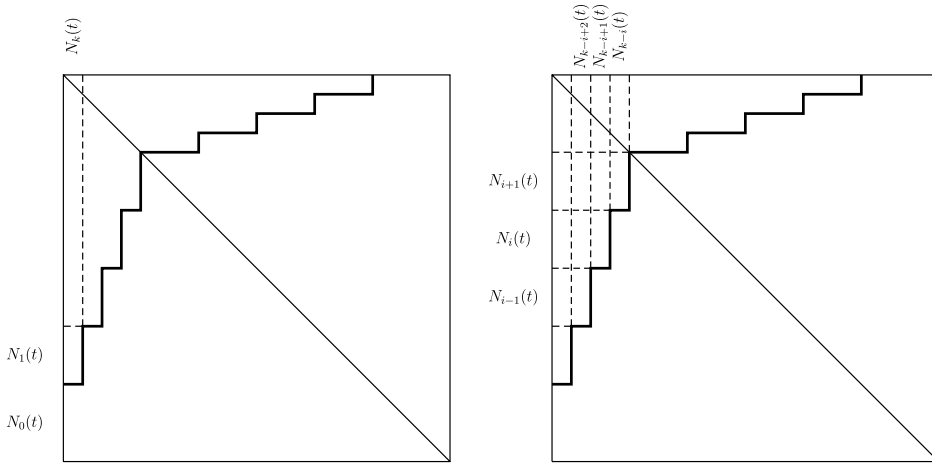 N_k(t)
N_1(t)
N_0(t)
N_{k-i+2}(t)
N_{k-i+1}(t)
N_{k-i}(t)
N_{i+1}(t)
N_i(t)
N_{i-1}(t)